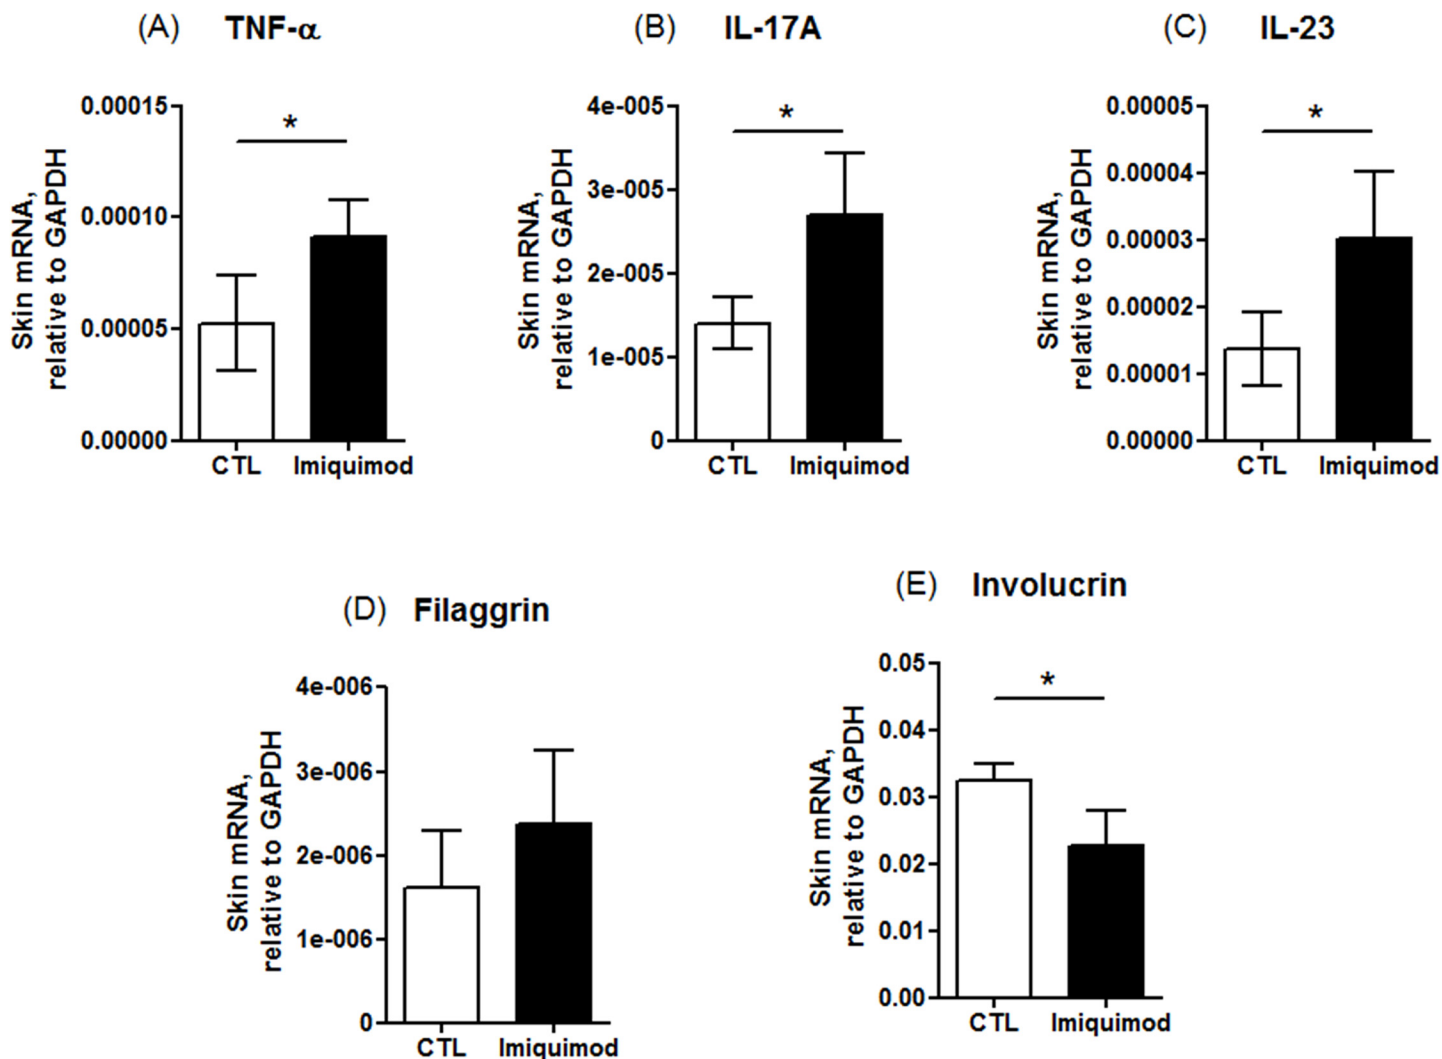 (A) TNF-α
(B) IL-17A
(C) IL-23
Skin mRNA,
relative to GAPDH
0.00015
0.00010
0.00005
0.00000
*
CTL Imiquimod
Skin mRNA,
relative to GAPDH
4e-005
3e-005
2e-005
1e-005
0
*
CTL Imiquimod
Skin mRNA,
relative to GAPDH
0.00005
0.00004
0.00003
0.00002
0.00001
0.00000
*
CTL Imiquimod
(D) Filaggrin
Skin mRNA,
relative to GAPDH
4e-006
3e-006
2e-006
1e-006
0
CTL Imiquimod
(E) Involucrin
Skin mRNA,
relative to GAPDH
0.05
0.04
0.03
0.02
0.01
0.00
*
CTL Imiquimod